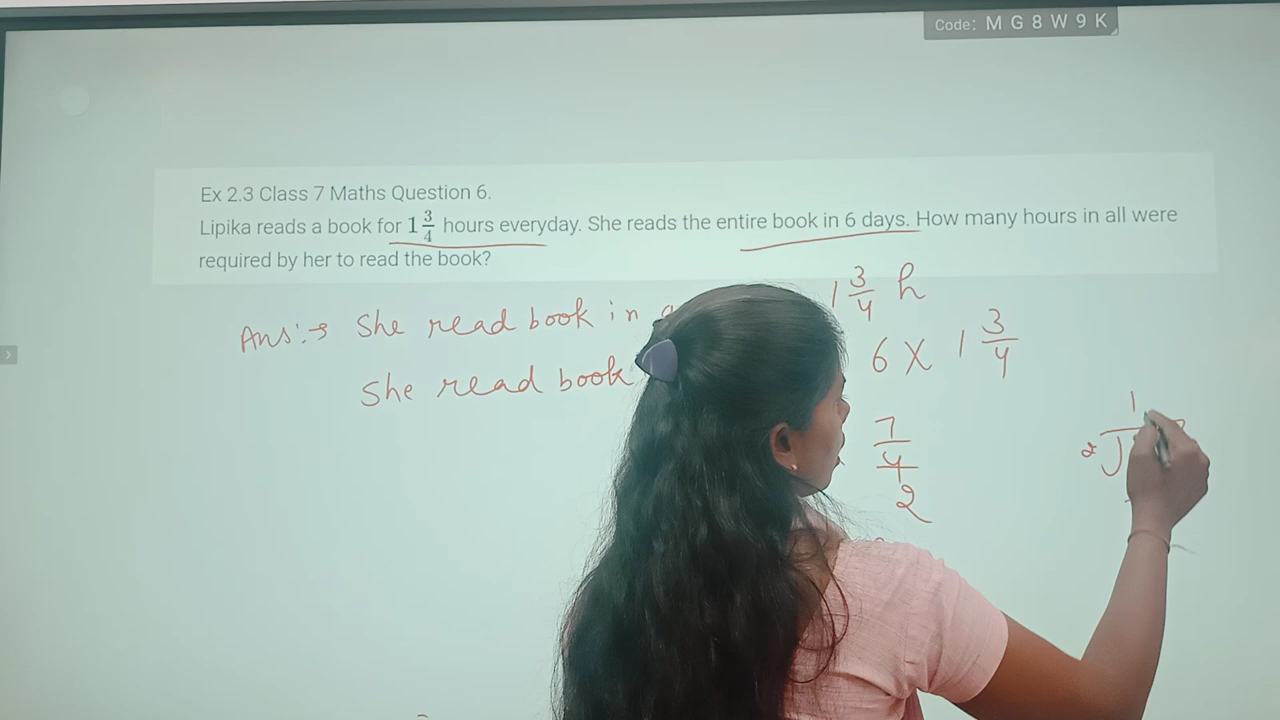 Code: M G 8 W 9 K
Ex 2.3 Class 7 Maths Question 6.
Lipika reads a book for 1 3/4 hours everyday. She reads the entire book in 6 days. How many hours in all were
required by her to read the book?
1 3/4 h
Ans:→ She read book in
6 X 1 3/4
She read book
7/4
2
1
2